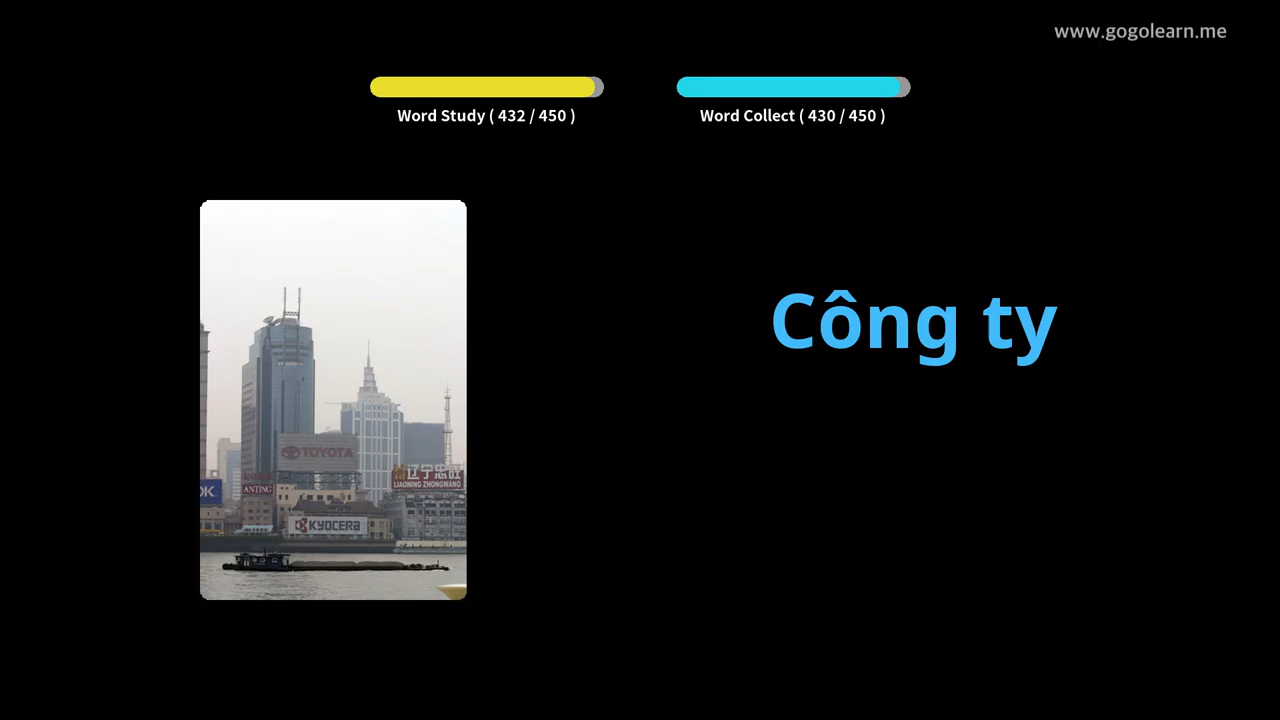 www.gogolearn.me
Word Study ( 432 / 450 )
Word Collect ( 430 / 450 )
Công ty
TOYOTA
辽宁忠旺
LIAONING ZHONGWANG
OK
ANTING
KYOCERA